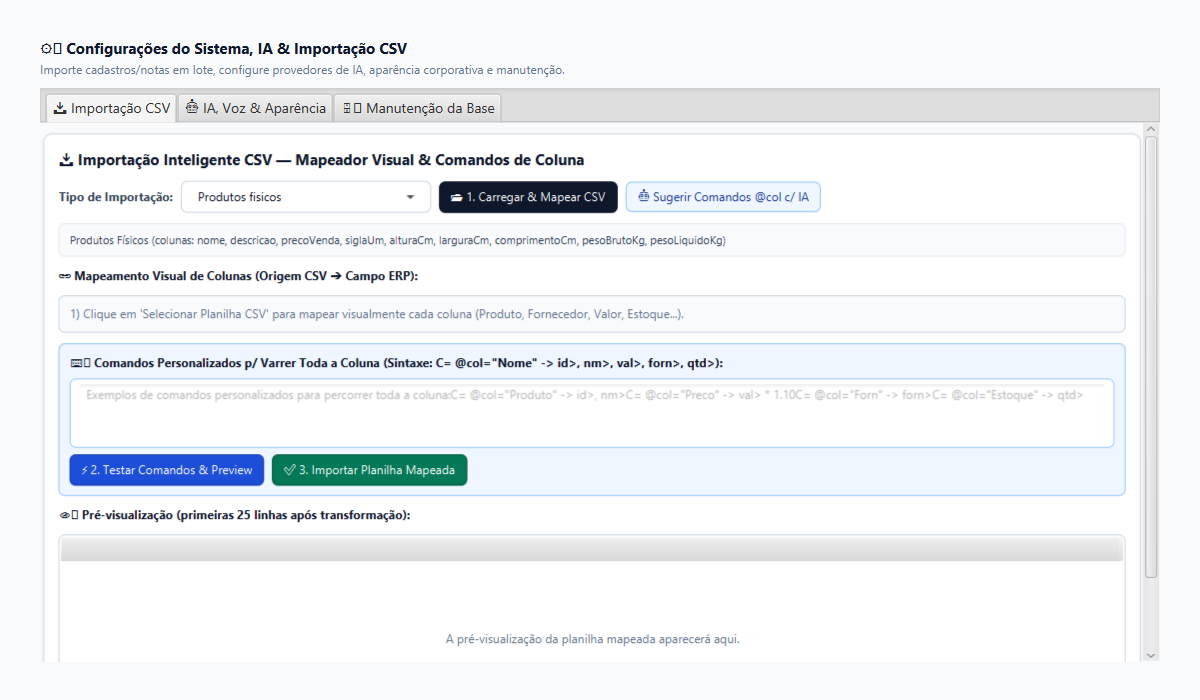 Configurações do Sistema, IA & Importação CSV
Importe cadastros/notas em lote, configure provedores de IA, aparência corporativa e manutenção.
Importação CSV
IA, Voz & Aparência
Manutenção da Base
Importação Inteligente CSV — Mapeador Visual & Comandos de Coluna
Tipo de Importação: Produtos fisicos 1. Carregar & Mapear CSV Sugerir Comandos @col c/ IA
Produtos Físicos (colunas: nome, descricao, precoVenda, siglaUm, alturaCm, larguraCm, comprimentoCm, pesoBrutoKg, pesoLiquidoKg)
Mapeamento Visual de Colunas (Origem CSV ➔ Campo ERP):
1) Clique em 'Selecionar Planilha CSV' para mapear visualmente cada coluna (Produto, Fornecedor, Valor, Estoque...).
Comandos Personalizados p/ Varrer Toda a Coluna (Sintaxe: C= @col="Nome" -> id>, nm>, val>, forn>, qtd>):
Exemplos de comandos personalizados para percorrer toda a coluna:C= @col="Produto" -> id>, nm>C= @col="Preco" -> val> * 1.10C= @col="Forn" -> forn>C= @col="Estoque" -> qtd>
⚡ 2. Testar Comandos & Preview ✅ 3. Importar Planilha Mapeada
Pré-visualização (primeiras 25 linhas após transformação):
A pré-visualização da planilha mapeada aparecerá aqui.